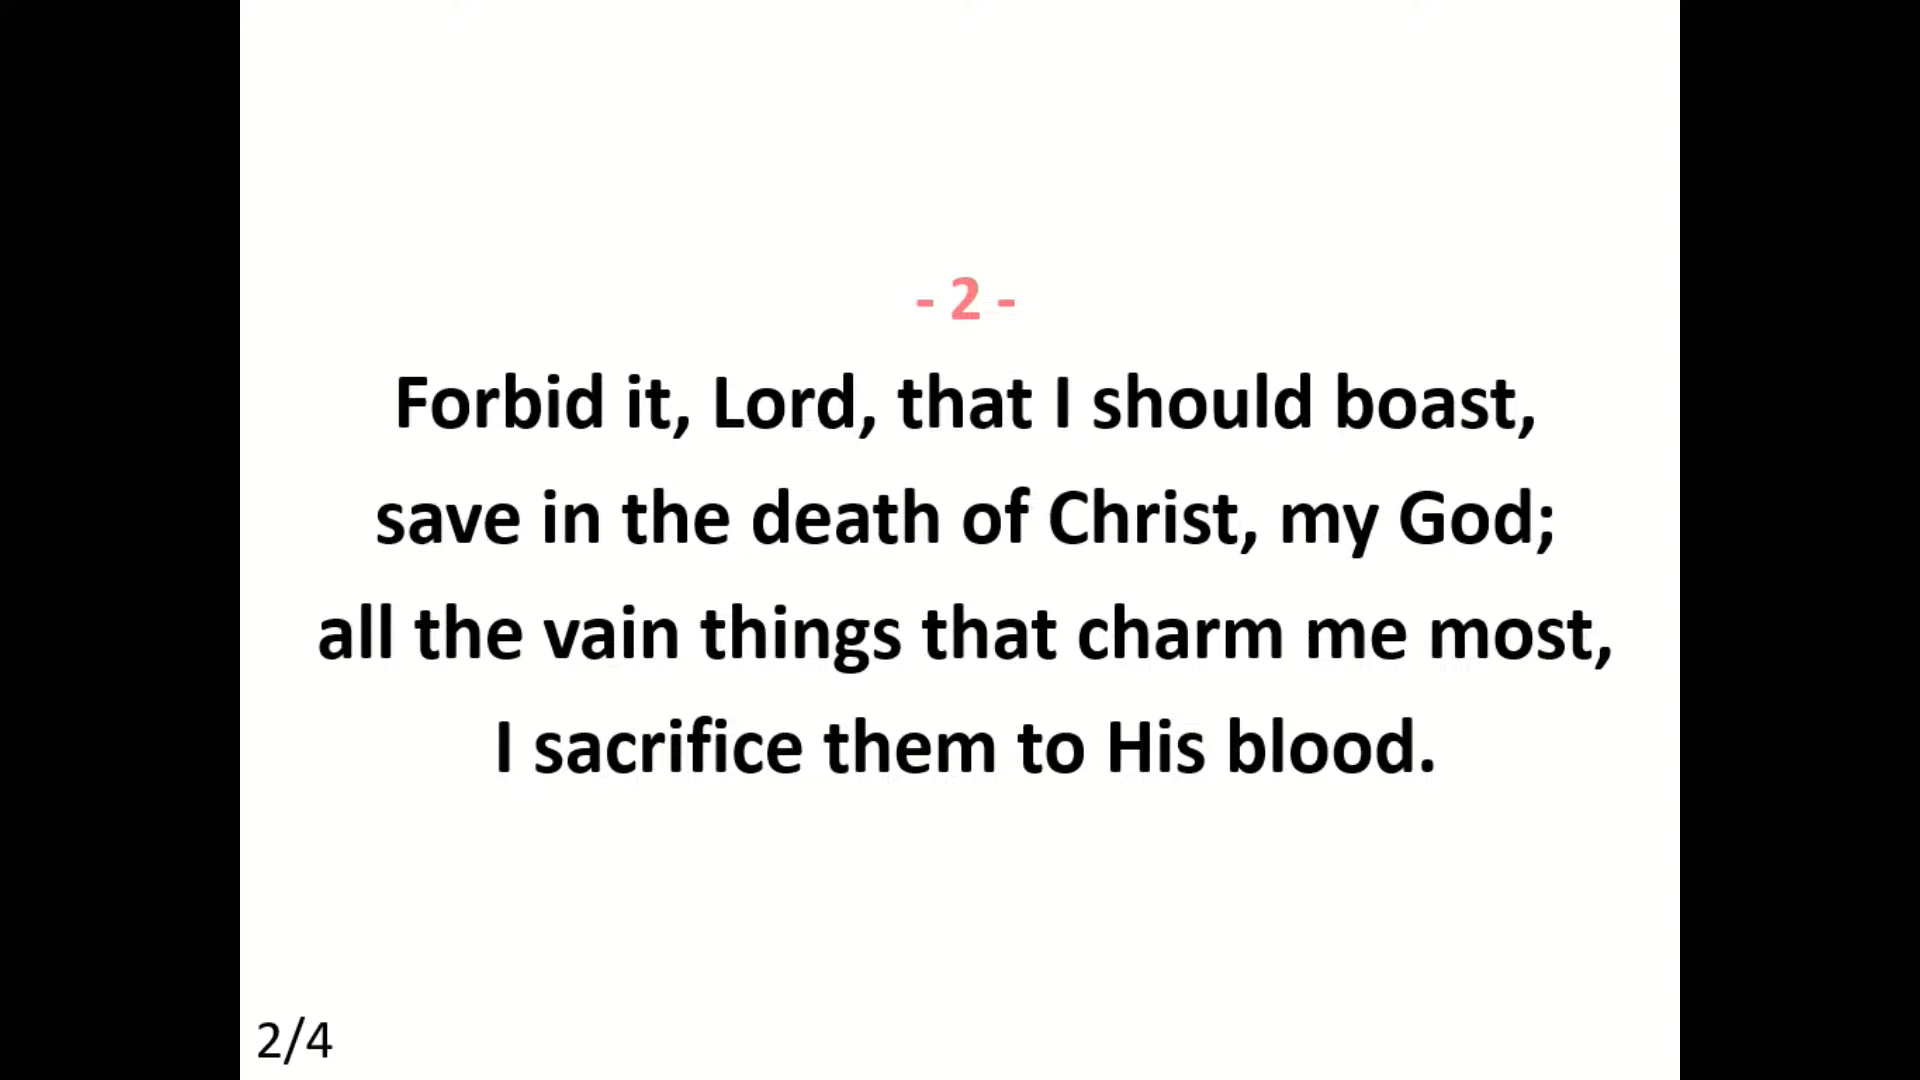 - 2 -
Forbid it, Lord, that I should boast,
save in the death of Christ, my God;
all the vain things that charm me most,
I sacrifice them to His blood.
2/4